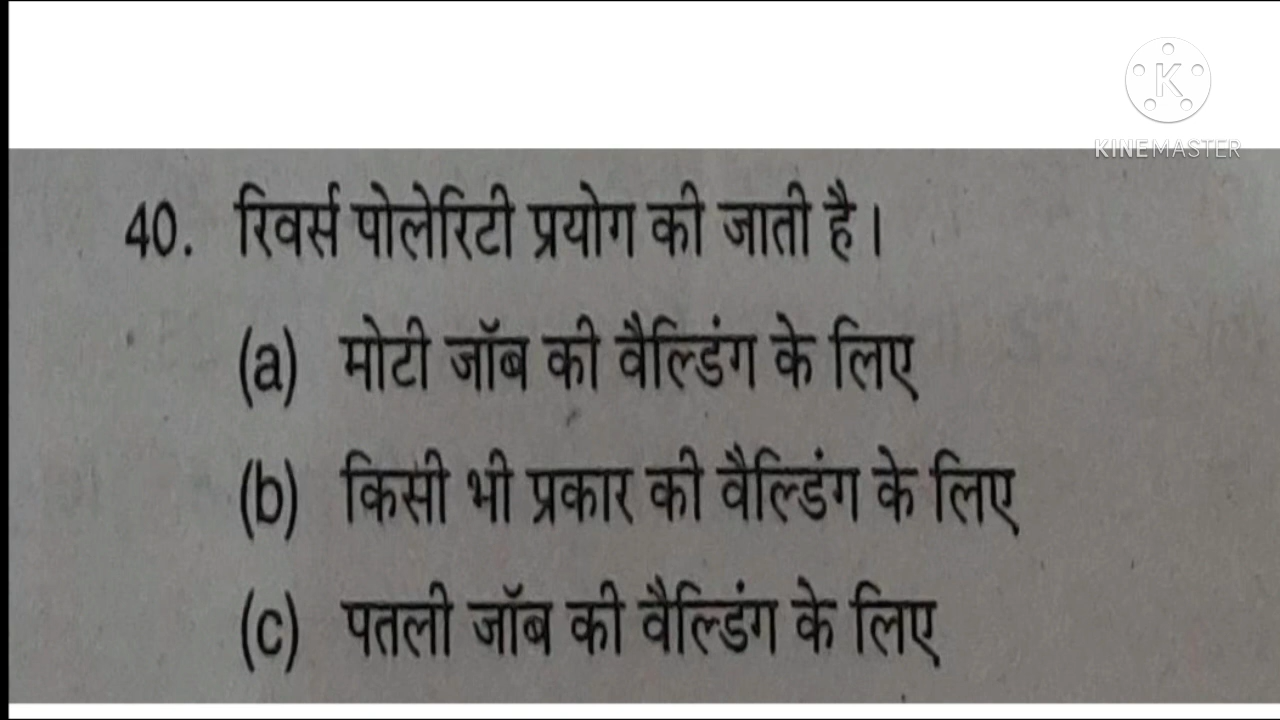 KINEMASTER
40. रिवर्स पोलेरिटी प्रयोग की जाती है।
(a) मोटी जॉब की वैल्डिंग के लिए
(b) किसी भी प्रकार की वैल्डिंग के लिए
(c) पतली जॉब की वैल्डिंग के लिए